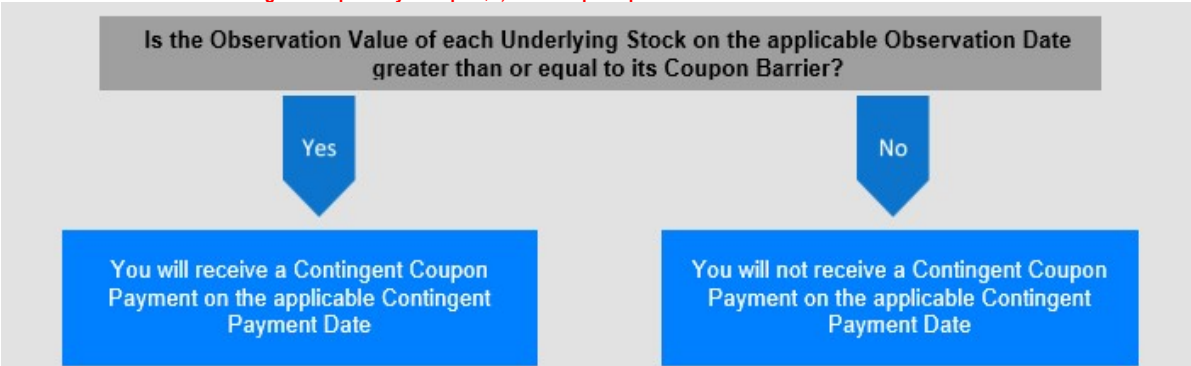 Is the Observation Value of each Underlying Stock on the applicable Observation Date
greater than or equal to its Coupon Barrier?
Yes
No
You will receive a Contingent Coupon
Payment on the applicable Contingent
Payment Date
You will not receive a Contingent Coupon
Payment on the applicable Contingent
Payment Date